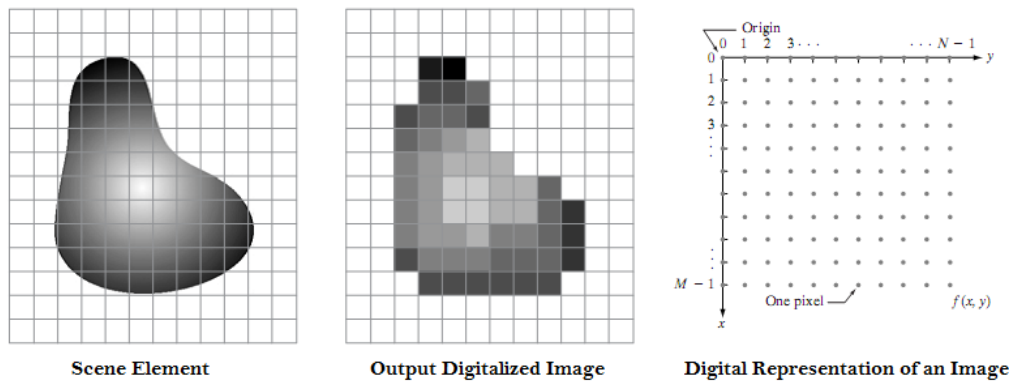 Origin
0 1 2 3 · · · · · · N – 1
0 y
1
2
3
⋮
⋮
M – 1
One pixel f(x, y)
x
Scene Element Output Digitalized Image Digital Representation of an Image